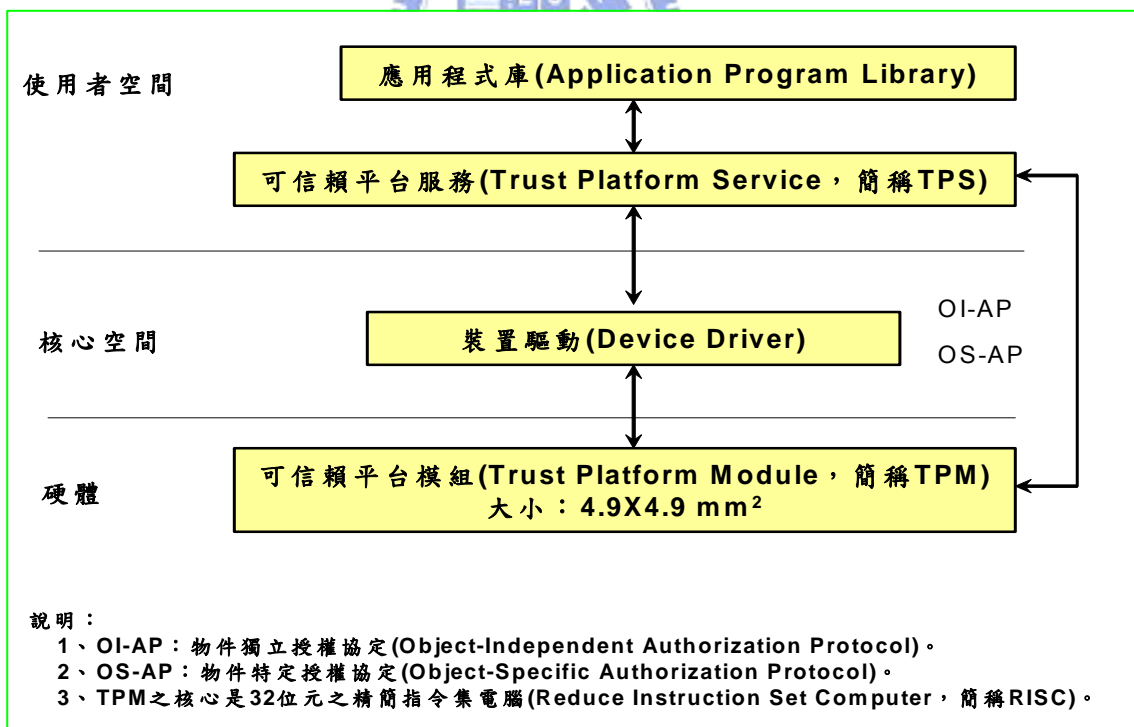 使用者空間
應用程式庫(Application Program Library)
可信賴平台服務(Trust Platform Service，簡稱TPS)
核心空間
裝置驅動(Device Driver)
OI-AP
OS-AP
硬體
可信賴平台模組(Trust Platform Module，簡稱TPM)
大小：4.9X4.9 mm²
說明：
1、OI-AP：物件獨立授權協定(Object-Independent Authorization Protocol)。
2、OS-AP：物件特定授權協定(Object-Specific Authorization Protocol)。
3、TPM之核心是32位元之精簡指令集電腦(Reduce Instruction Set Computer，簡稱RISC)。